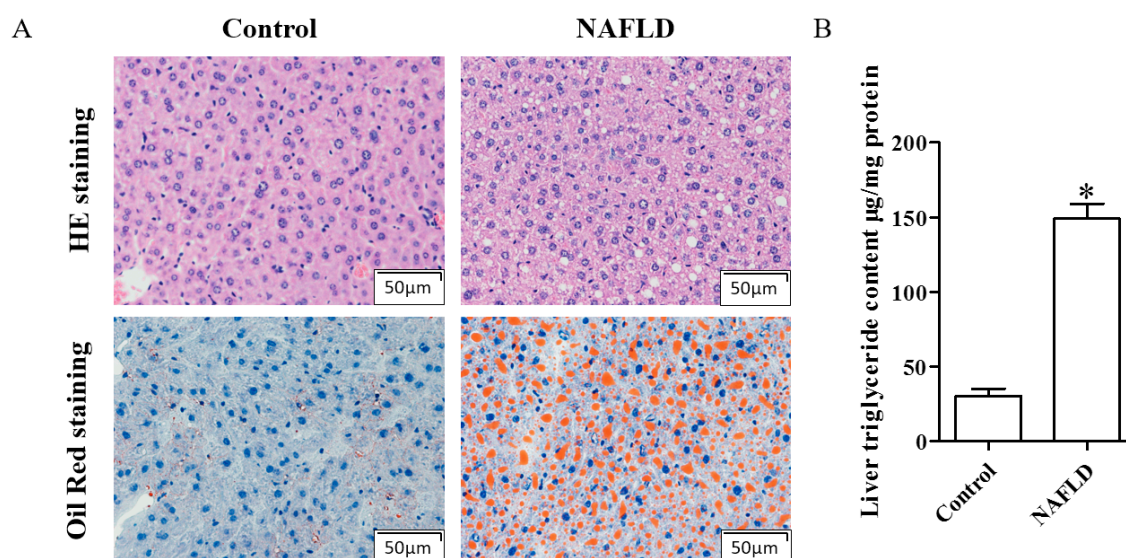 A
Control
NAFLD
B
HE staining
50µm
50µm
Oil Red staining
50µm
50µm
Liver triglyceride content µg/mg protein
200
150
100
50
0
*
Control
NAFLD